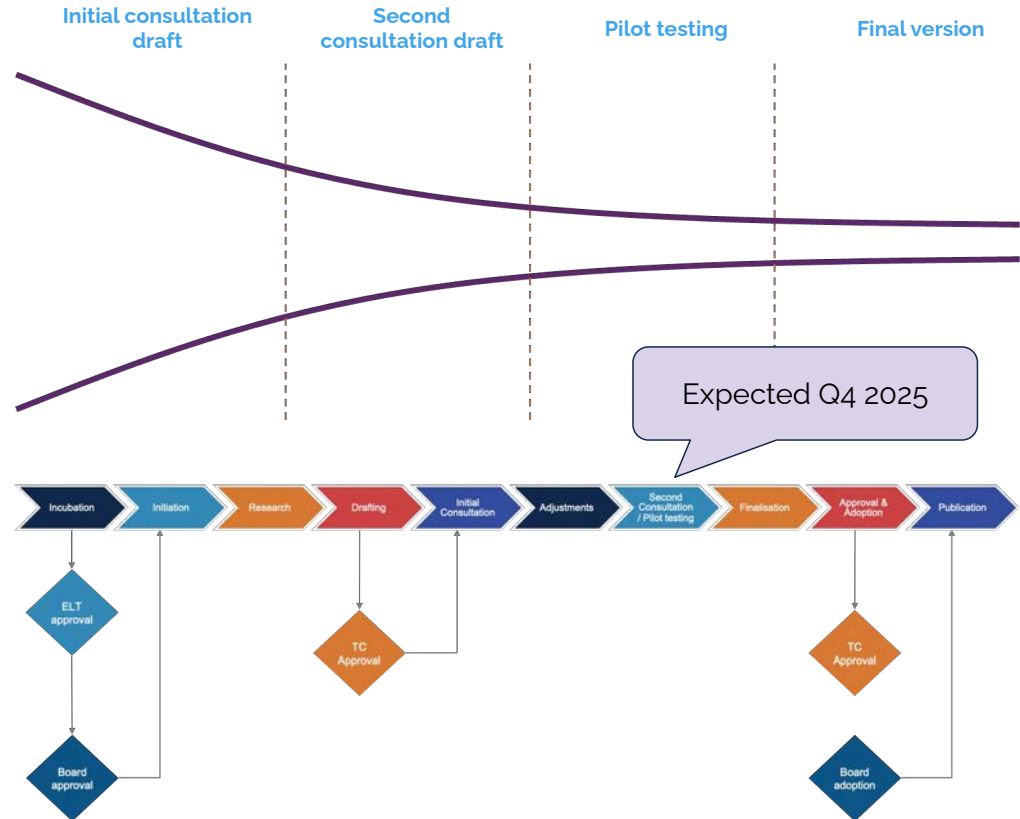 Initial consultation
draft
Second
consultation draft
Pilot testing
Final version
Expected Q4 2025
Incubation
Initiation
Research
Drafting
Initial
Consultation
Adjustments
Second
Consultation
/ Pilot testing
Finalisation
Approval &
Adoption
Publication
ELT
approval
TC
Approval
TC
Approval
Board
approval
Board
adoption